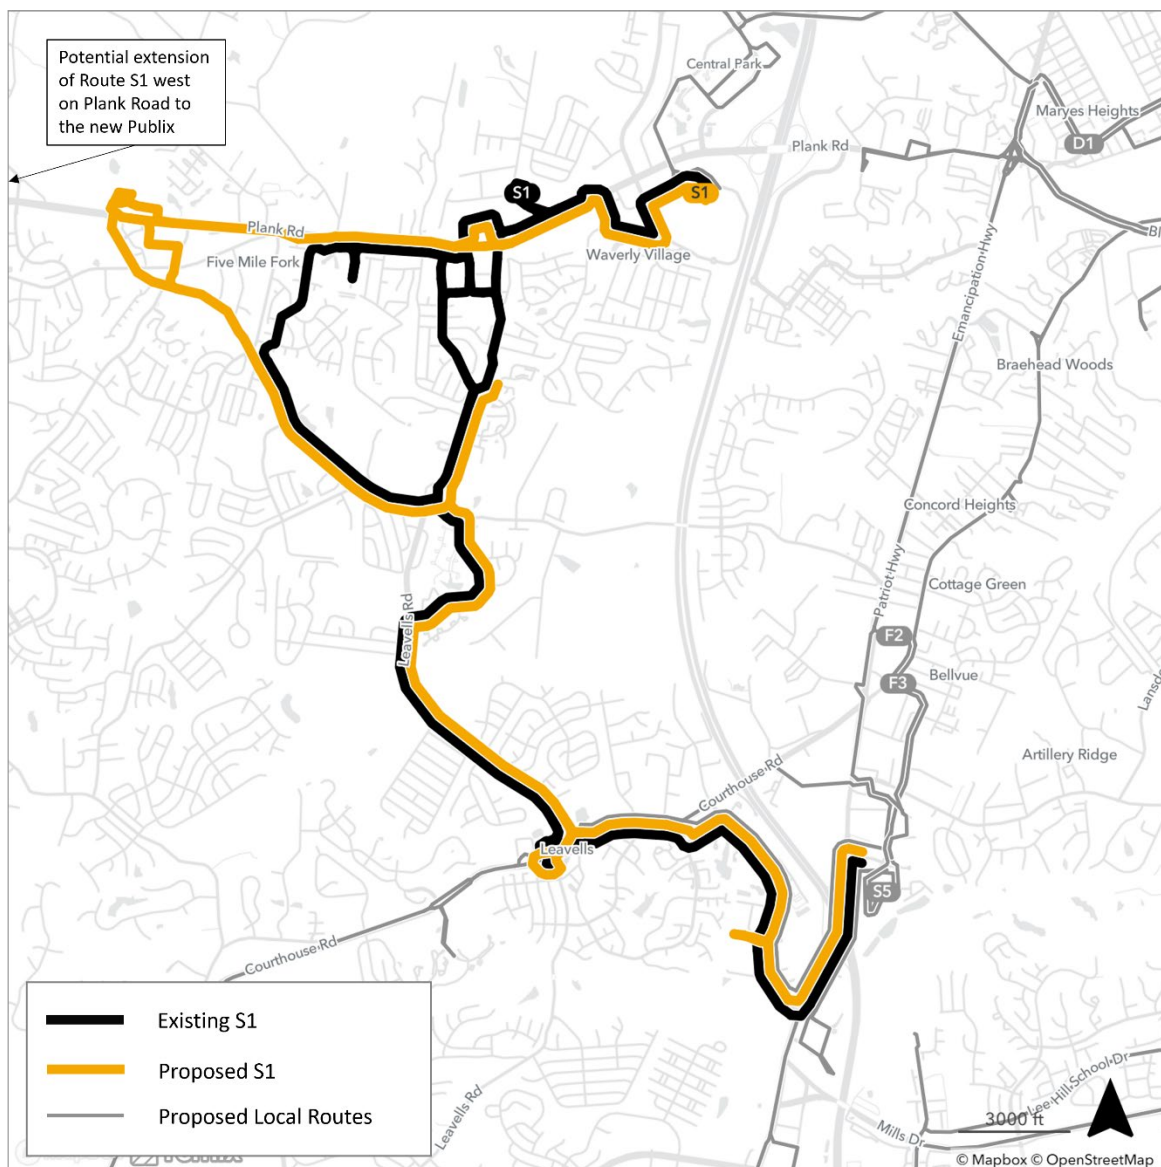 Potential extension
of Route S1 west
on Plank Road to
the new Publix
Central Park
Maryes Heights
D1
Plank Rd
S1
S1
Plank Rd
Waverly Village
Five Mile Fork
Emancipation Hwy
Braehead Woods
Concord Heights
Patriot Hwy
Cottage Green
Leavells Rd
F2
F3
Bellvue
Artillery Ridge
Courthouse Rd
Leavells
S5
Courthouse Rd
Existing S1
Proposed S1
Proposed Local Routes
Leavells Rd
Lee Hill School Dr
3000 ft
Mills Dr
© Mapbox © OpenStreetMap